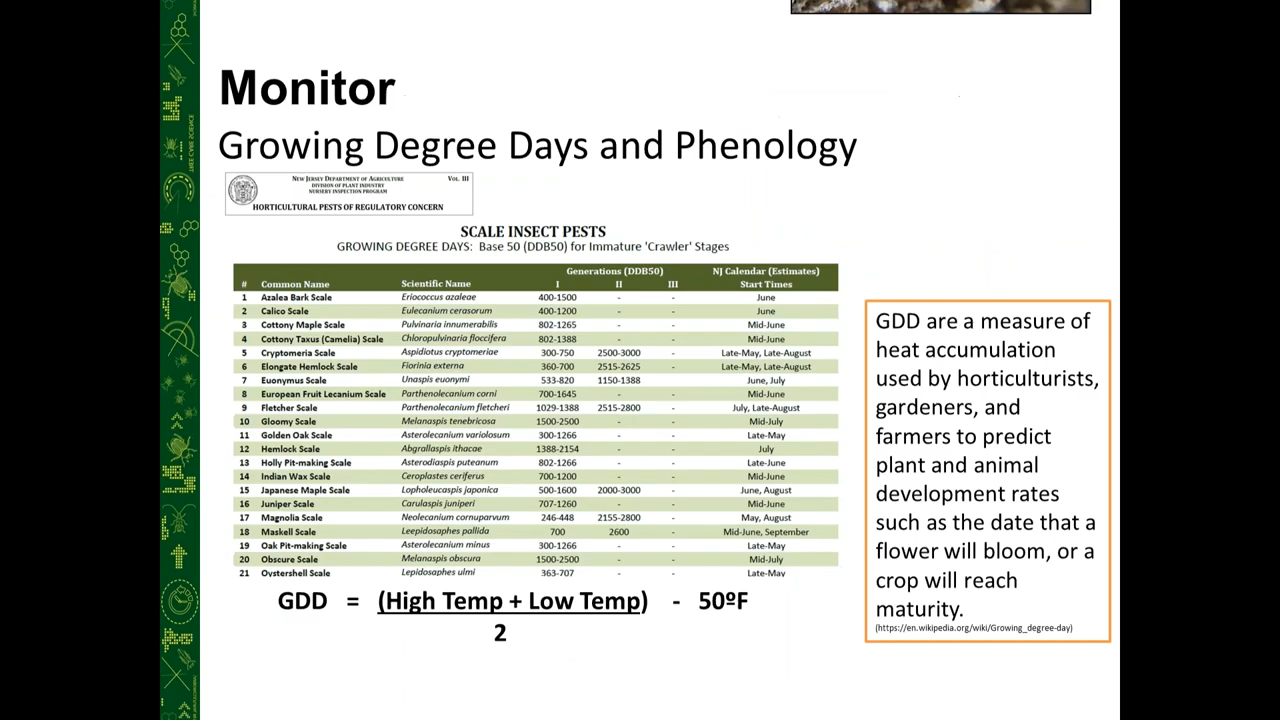 Monitor
Growing Degree Days and Phenology
NEW JERSEY DEPARTMENT OF AGRICULTURE VOL. III
DIVISION OF PLANT INDUSTRY
NURSERY INSPECTION PROGRAM
HORTICULTURAL PESTS OF REGULATORY CONCERN
SCALE INSECT PESTS
GROWING DEGREE DAYS: Base 50 (DDB50) for Immature 'Crawler' Stages
Generations (DDB50) NJ Calendar (Estimates)
# Common Name Scientific Name I II III Start Times
1 Azalea Bark Scale Eriococcus azaleae 400-1500 - - June
2 Calico Scale Eulecanium cerasorum 400-1200 - - June
3 Cottony Maple Scale Pulvinaria innumerabilis 802-1265 - - Mid-June
4 Cottony Taxus (Camelia) Scale Chloropulvinaria floccifera 802-1388 - - Mid-June
5 Cryptomeria Scale Aspidiotus cryptomeriae 300-750 2500-3000 - Late-May, Late-August
6 Elongate Hemlock Scale Fiorinia externa 360-700 2515-2625 - Late-May, Late-August
7 Euonymus Scale Unaspis euonymi 533-820 1150-1388 - June, July
8 European Fruit Lecanium Scale Parthenolecanium corni 700-1645 - - Mid-June
9 Fletcher Scale Parthenolecanium fletcheri 1029-1388 2515-2800 - July, Late-August
10 Gloomy Scale Melanaspis tenebricosa 1500-2500 - - Mid-July
11 Golden Oak Scale Asterolecanium variolosum 300-1266 - - Late-May
12 Hemlock Scale Abgrallaspis ithacae 1388-2154 - - July
13 Holly Pit-making Scale Asterodiaspis puteanum 802-1266 - - Late-June
14 Indian Wax Scale Ceroplastes ceriferus 700-1200 - - Mid-June
15 Japanese Maple Scale Lopholeucaspis japonica 500-1600 2000-3000 - June, August
16 Juniper Scale Carulaspis juniperi 707-1260 - - Mid-June
17 Magnolia Scale Neolecanium cornuparvum 246-448 2155-2800 - May, August
18 Maskell Scale Leepidosaphes pallida 700 2600 - Mid-June, September
19 Oak Pit-making Scale Asterolecanium minus 300-1266 - - Late-May
20 Obscure Scale Melanaspis obscura 1500-2500 - - Mid-July
21 Oystershell Scale Lepidosaphes ulmi 363-707 - - Late-May
GDD = (High Temp + Low Temp) - 50ºF
2
GDD are a measure of
heat accumulation
used by horticulturists,
gardeners, and
farmers to predict
plant and animal
development rates
such as the date that a
flower will bloom, or a
crop will reach
maturity.
(https://en.wikipedia.org/wiki/Growing_degree-day)
TREE CARE SCIENCE